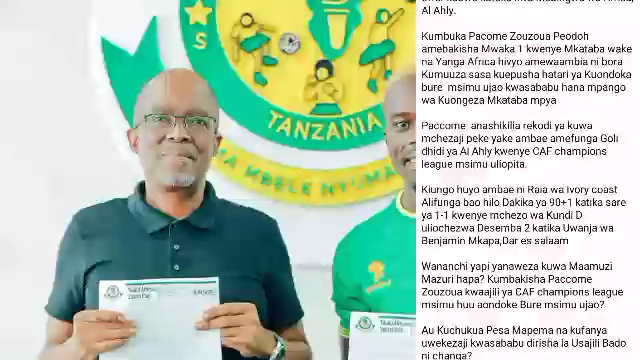 Al Ahly.
Kumbuka Pacome Zouzoua Peodoh
amebakisha Mwaka 1 kwenye Mkataba wake
na Yanga Africa hivyo amewaambia ni bora
Kumuuza sasa kuepusha hatari ya Kuondoka
bure msimu ujao kwasababu hana mpango
wa Kuongeza Mkataba mpya
Paccome anashikilia rekodi ya kuwa
mchezaji peke yake ambae amefunga Goli
dhidi ya Al Ahly kwenye CAF champions
league msimu uliopita.
Kiungo huyo ambae ni Raia wa Ivory coast
Alifunga bao hilo Dakika ya 90+1 katika sare
ya 1-1 kwenye mchezo wa Kundi D
uliochezwa Desemba 2 katika Uwanja wa
Benjamin Mkapa,Dar es salaam
Wananchi yapi yanaweza kuwa Maamuzi
Mazuri hapa? Kumbakisha Paccome
Zouzoua kwaajili ya CAF champions league
msimu huu aondoke Bure msimu ujao?
Au Kuchukua Pesa Mapema na kufanya
uwekezaji kwasababu dirisha la Usajili Bado
ni changa?
S
TANZANIA
MBELE NYUMA